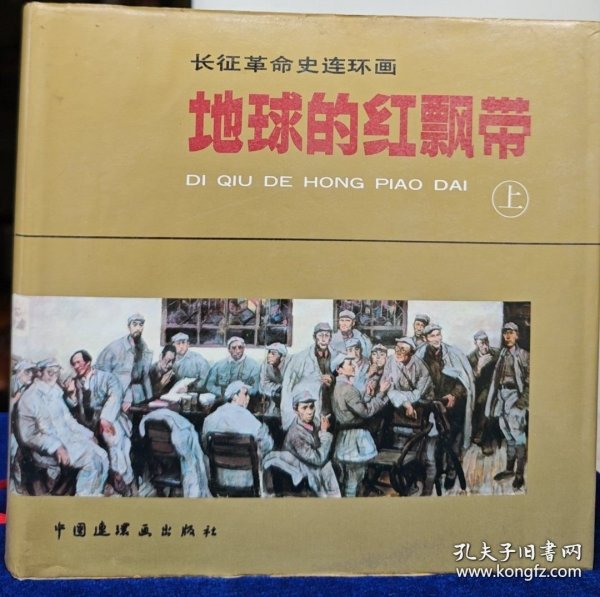 长征革命史连环画
地球的红飘带
DI QIU DE HONG PIAO DAI 上
中国连环画出版社
孔夫子旧书网
www.kongfz.com